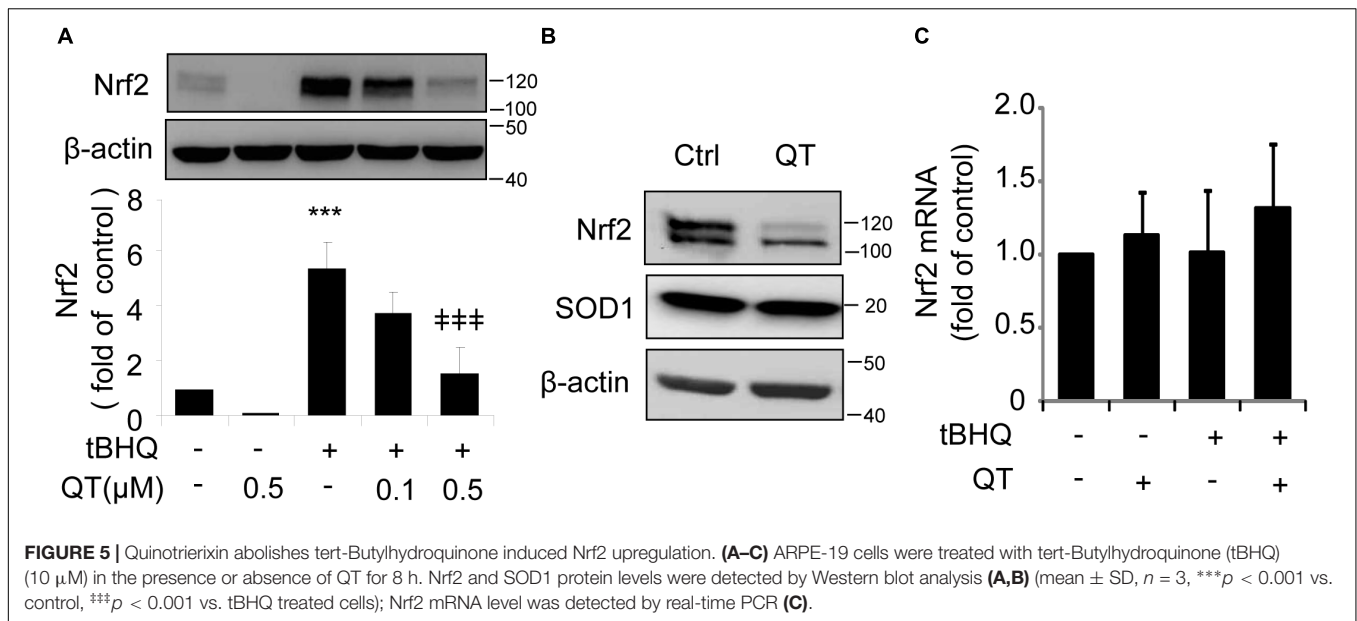 A
Nrf2
120
100
β-actin
50
40
Nrf2
( fold of control)
8
6
4
2
0
***
‡‡‡
tBHQ - - + + +
QT(μM) - 0.5 - 0.1 0.5
B
Ctrl QT
Nrf2
120
100
SOD1
20
β-actin
50
40
C
Nrf2 mRNA
(fold of control)
2.0
1.5
1.0
0.5
0
tBHQ - - + +
QT - + - +
FIGURE 5 | Quinotrierixin abolishes tert-Butylhydroquinone induced Nrf2 upregulation. (A–C) ARPE-19 cells were treated with tert-Butylhydroquinone (tBHQ)
(10 μM) in the presence or absence of QT for 8 h. Nrf2 and SOD1 protein levels were detected by Western blot analysis (A,B) (mean ± SD, n = 3, ***p < 0.001 vs.
control, ‡‡‡p < 0.001 vs. tBHQ treated cells); Nrf2 mRNA level was detected by real-time PCR (C).